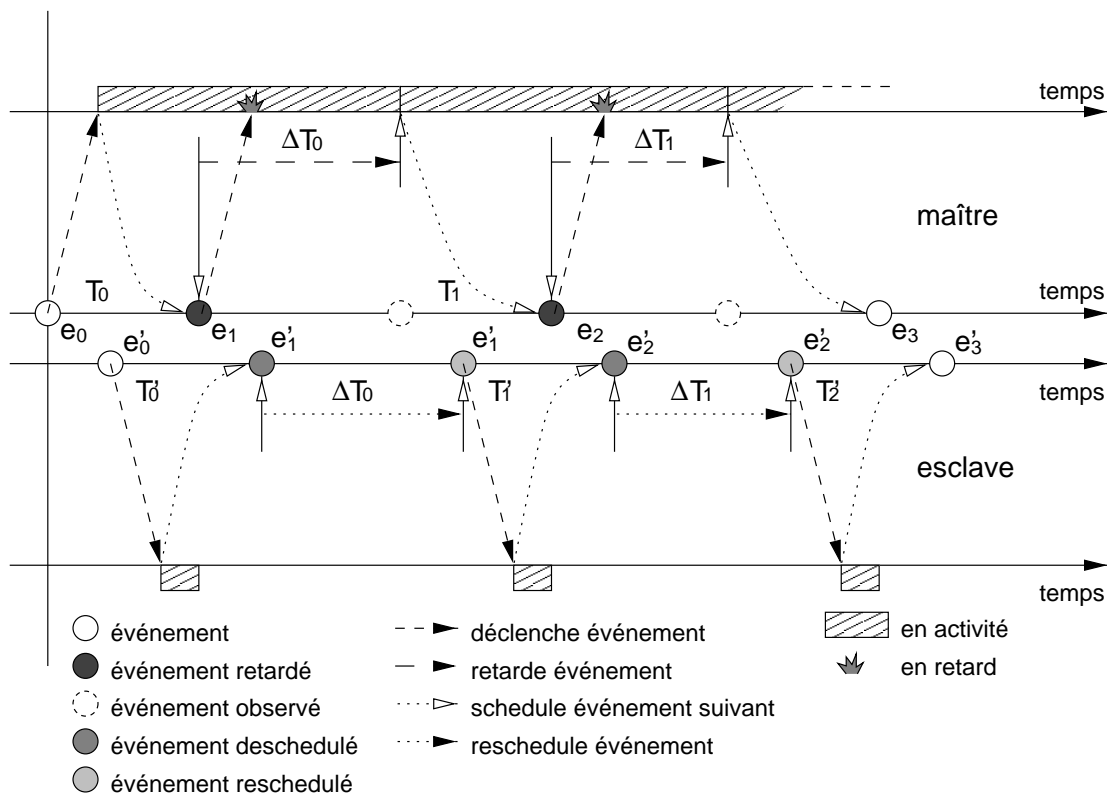 temps
ΔT0
ΔT1
maître
T0
T1
temps
e0
e1
e2
e3
e'0
e'1
e'1
e'2
e'2
e'3
T'0
ΔT0
T'1
ΔT1
T'2
temps
esclave
temps
événement
événement retardé
événement observé
événement deschedulé
événement reschedulé
déclenche événement
retarde événement
schedule événement suivant
reschedule événement
en activité
en retard